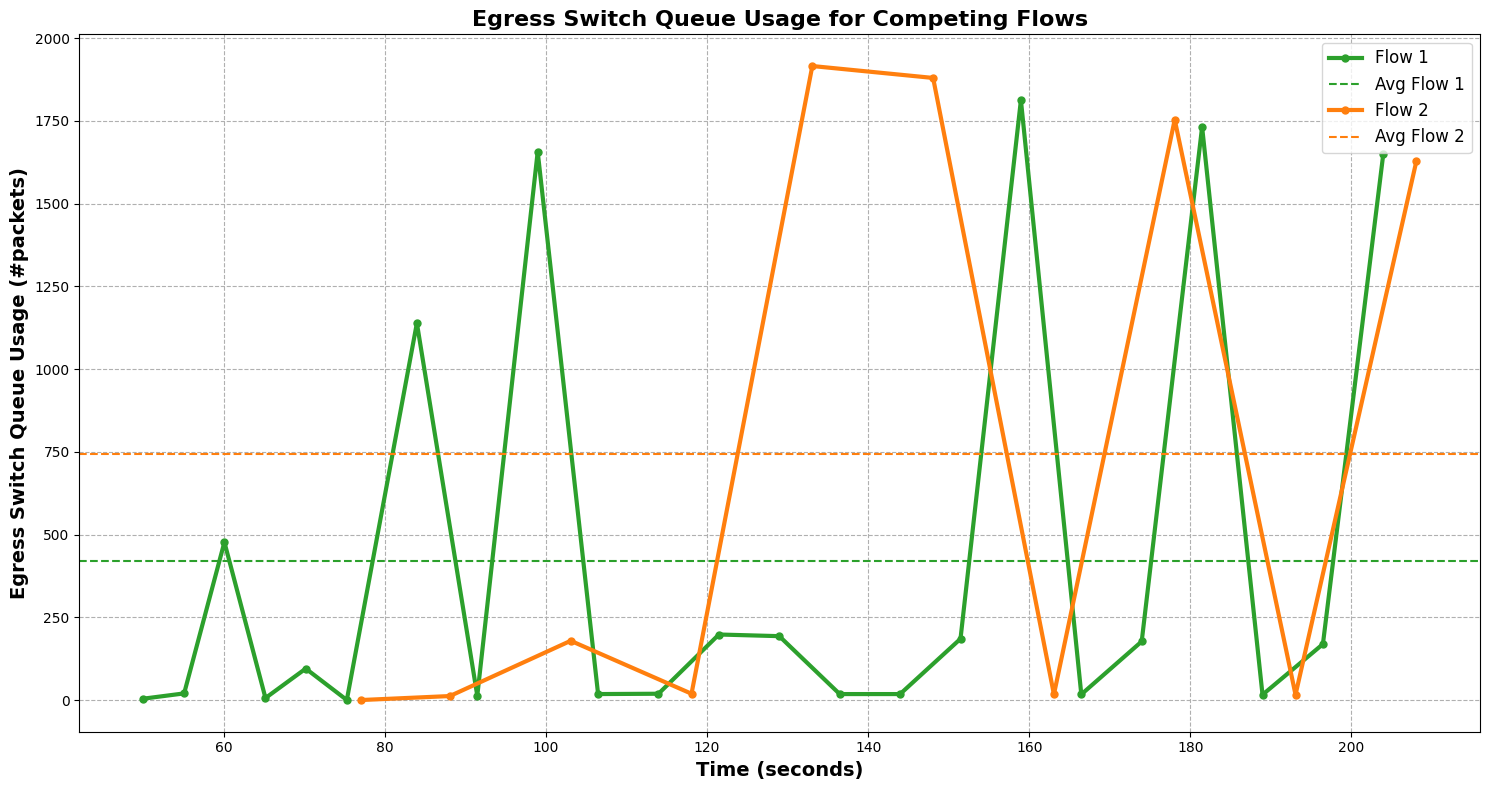 Egress Switch Queue Usage for Competing Flows
Egress Switch Queue Usage (#packets)
2000
1750
1500
1250
1000
750
500
250
0
Flow 1
Avg Flow 1
Flow 2
Avg Flow 2
60 80 100 120 140 160 180 200
Time (seconds)